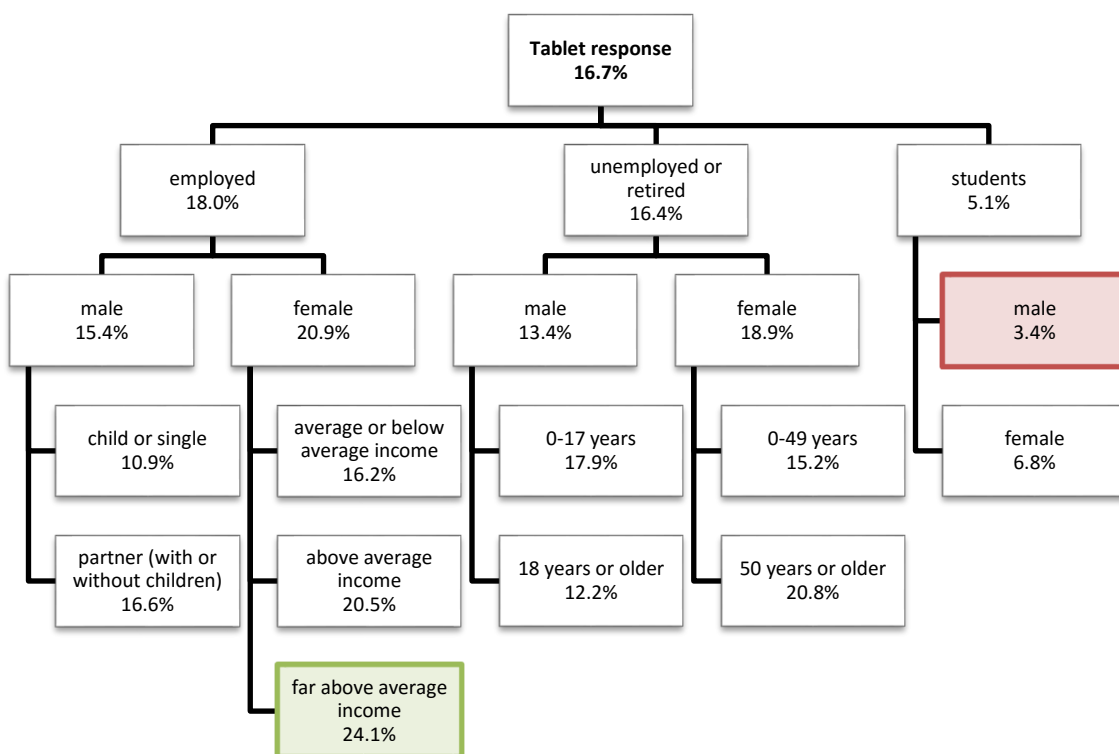 Tablet response
16.7%
employed
18.0%
unemployed or
retired
16.4%
students
5.1%
male
15.4%
female
20.9%
male
13.4%
female
18.9%
male
3.4%
child or single
10.9%
average or below
average income
16.2%
0-17 years
17.9%
0-49 years
15.2%
female
6.8%
partner (with or
without children)
16.6%
above average
income
20.5%
18 years or older
12.2%
50 years or older
20.8%
far above average
income
24.1%